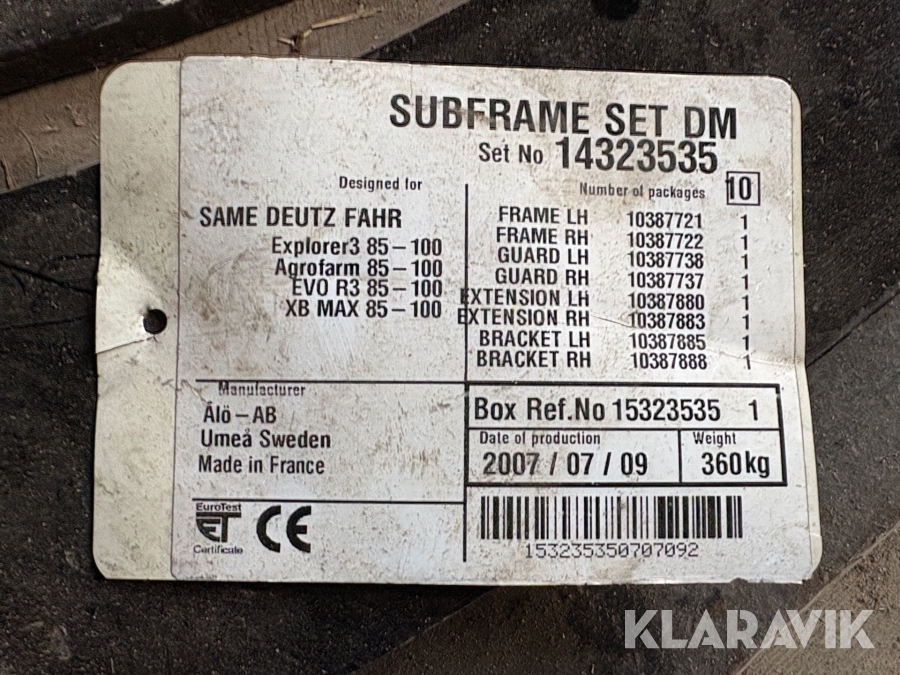 SUBFRAME SET DM
Set No 14323535
Designed for
SAME DEUTZ FAHR
Explorer3 85-100
Agrofarm 85-100
EVO R3 85-100
XB MAX 85-100
Number of packages 10
FRAME LH 10387721 1
FRAME RH 10387722 1
GUARD LH 10387738 1
GUARD RH 10387737 1
EXTENSION LH 10387880 1
EXTENSION RH 10387883 1
BRACKET LH 10387885 1
BRACKET RH 10387888 1
Manufacturer
Ålö-AB
Umeå Sweden
Made in France
Box Ref.No 15323535 1
Date of production
2007 / 07 / 09
Weight
360kg
EuroTest
ET
Certificate
CE
153235350707092
KLARAVIK